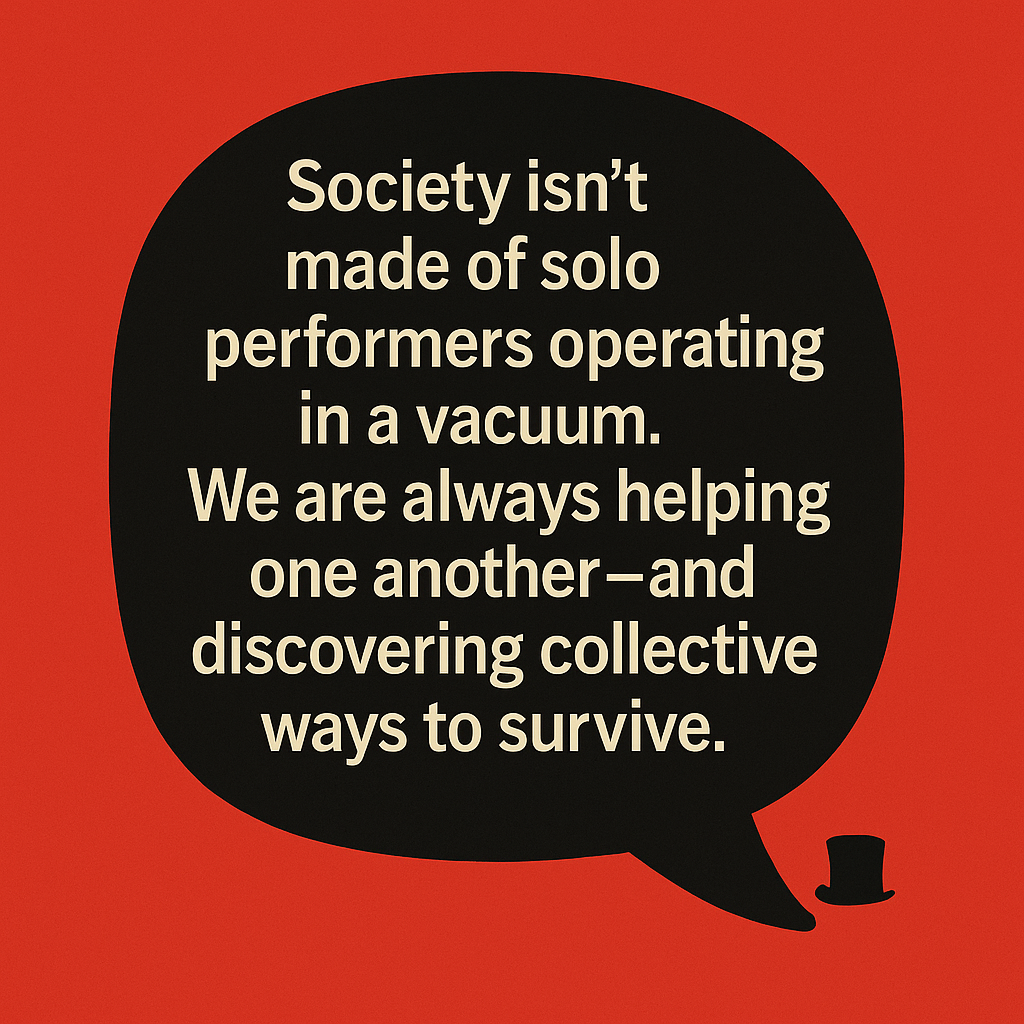 Society isn’t
made of solo
performers operating
in a vacuum.
We are always helping
one another—and
discovering collective
ways to survive.